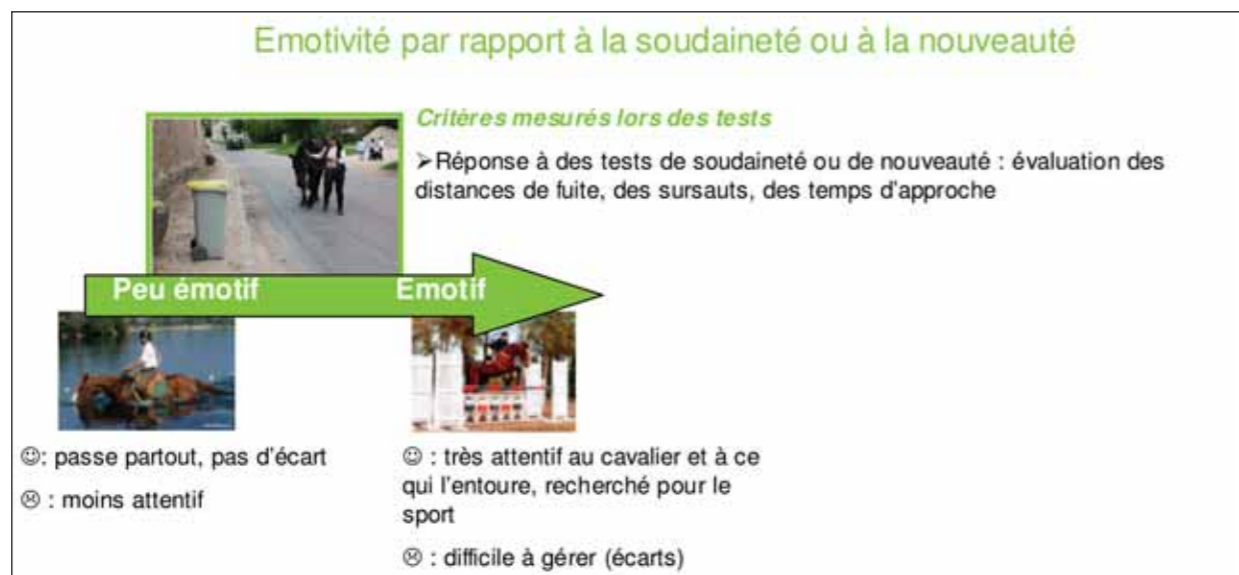 Emotivité par rapport à la soudaineté ou à la nouveauté
Critères mesurés lors des tests
➢Réponse à des tests de soudaineté ou de nouveauté : évaluation des
distances de fuite, des sursauts, des temps d'approche
Peu émotif
Emotif
☺: passe partout, pas d'écart
☹ : moins attentif
☺ : très attentif au cavalier et à ce
qui l'entoure, recherché pour le
sport
☹ : difficile à gérer (écarts)